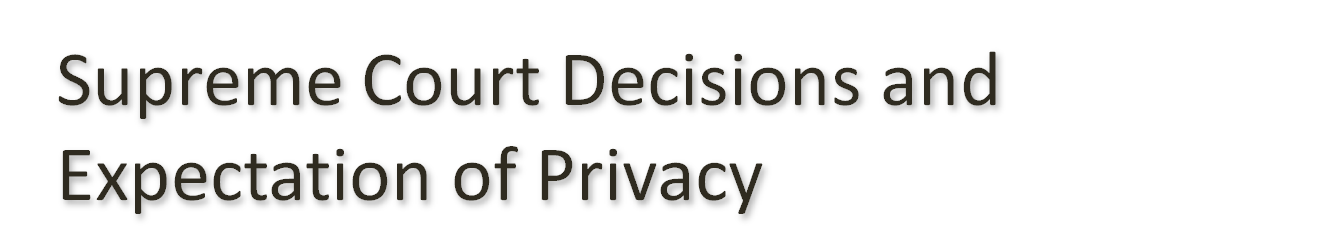 Supreme Court Decisions and
Expectation of Privacy